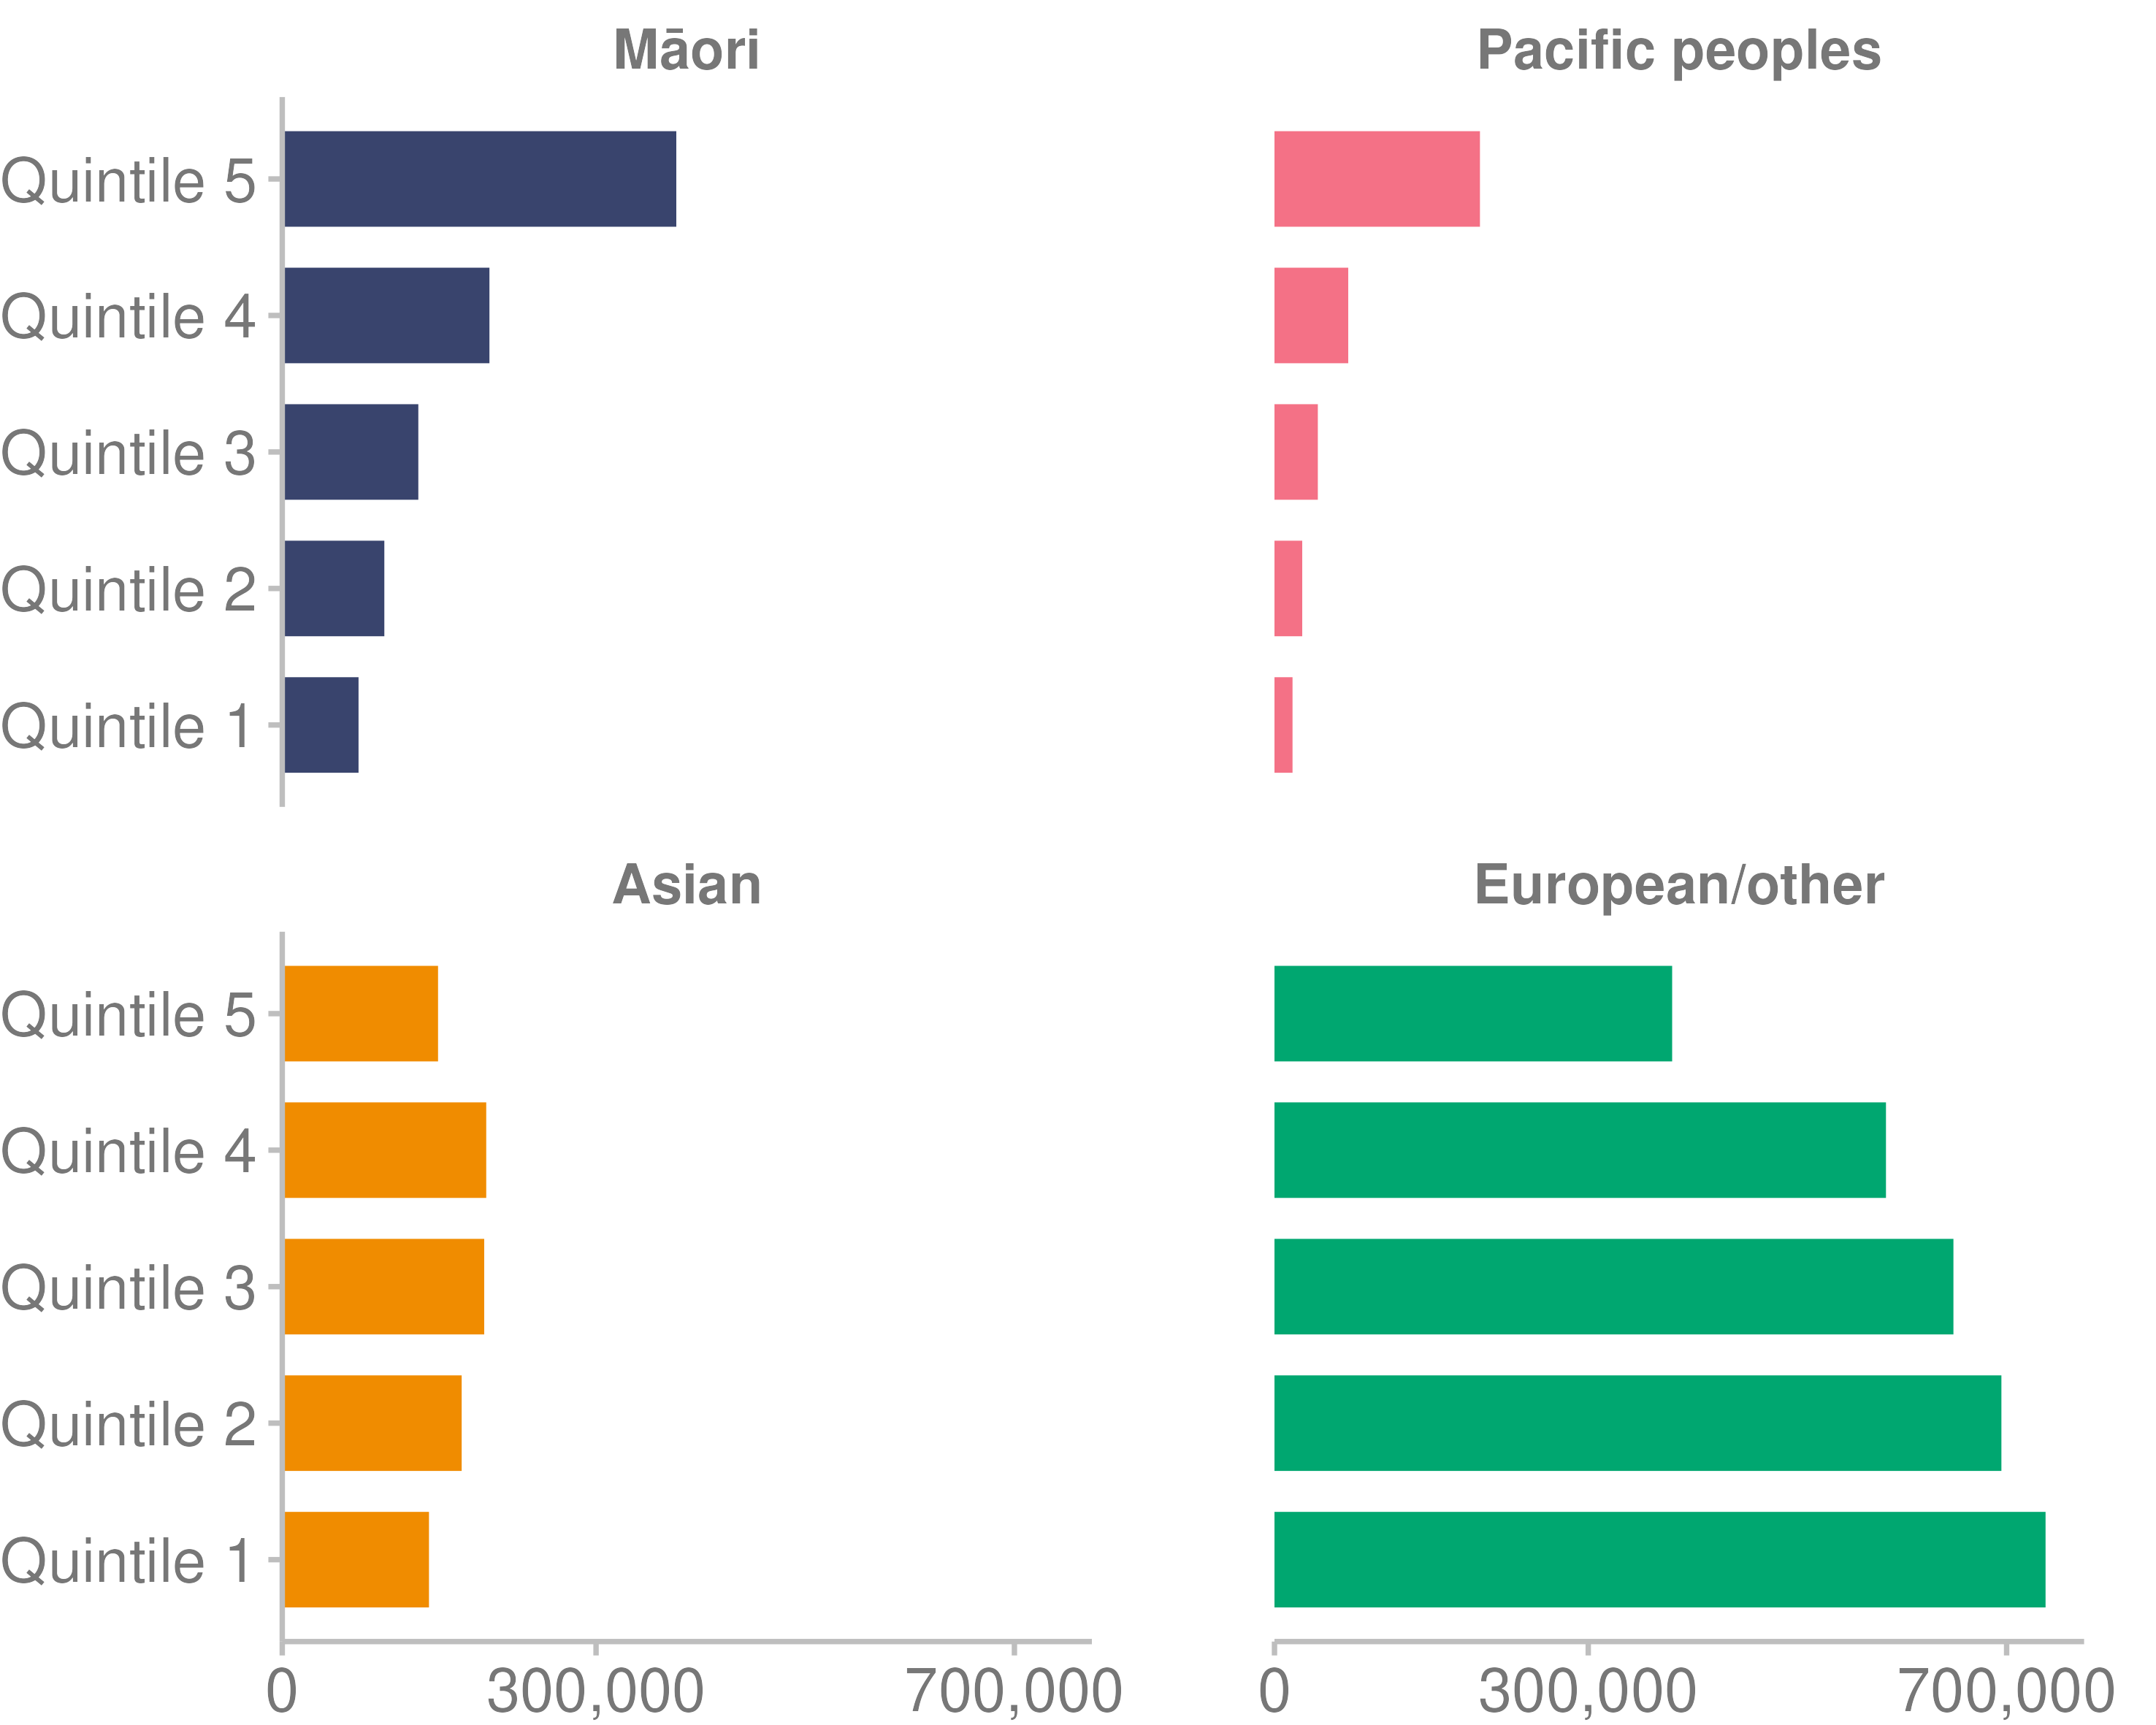 Māori
Pacific peoples
Quintile 5
Quintile 4
Quintile 3
Quintile 2
Quintile 1
Asian
European/other
Quintile 5
Quintile 4
Quintile 3
Quintile 2
Quintile 1
0 300,000 700,000
0 300,000 700,000